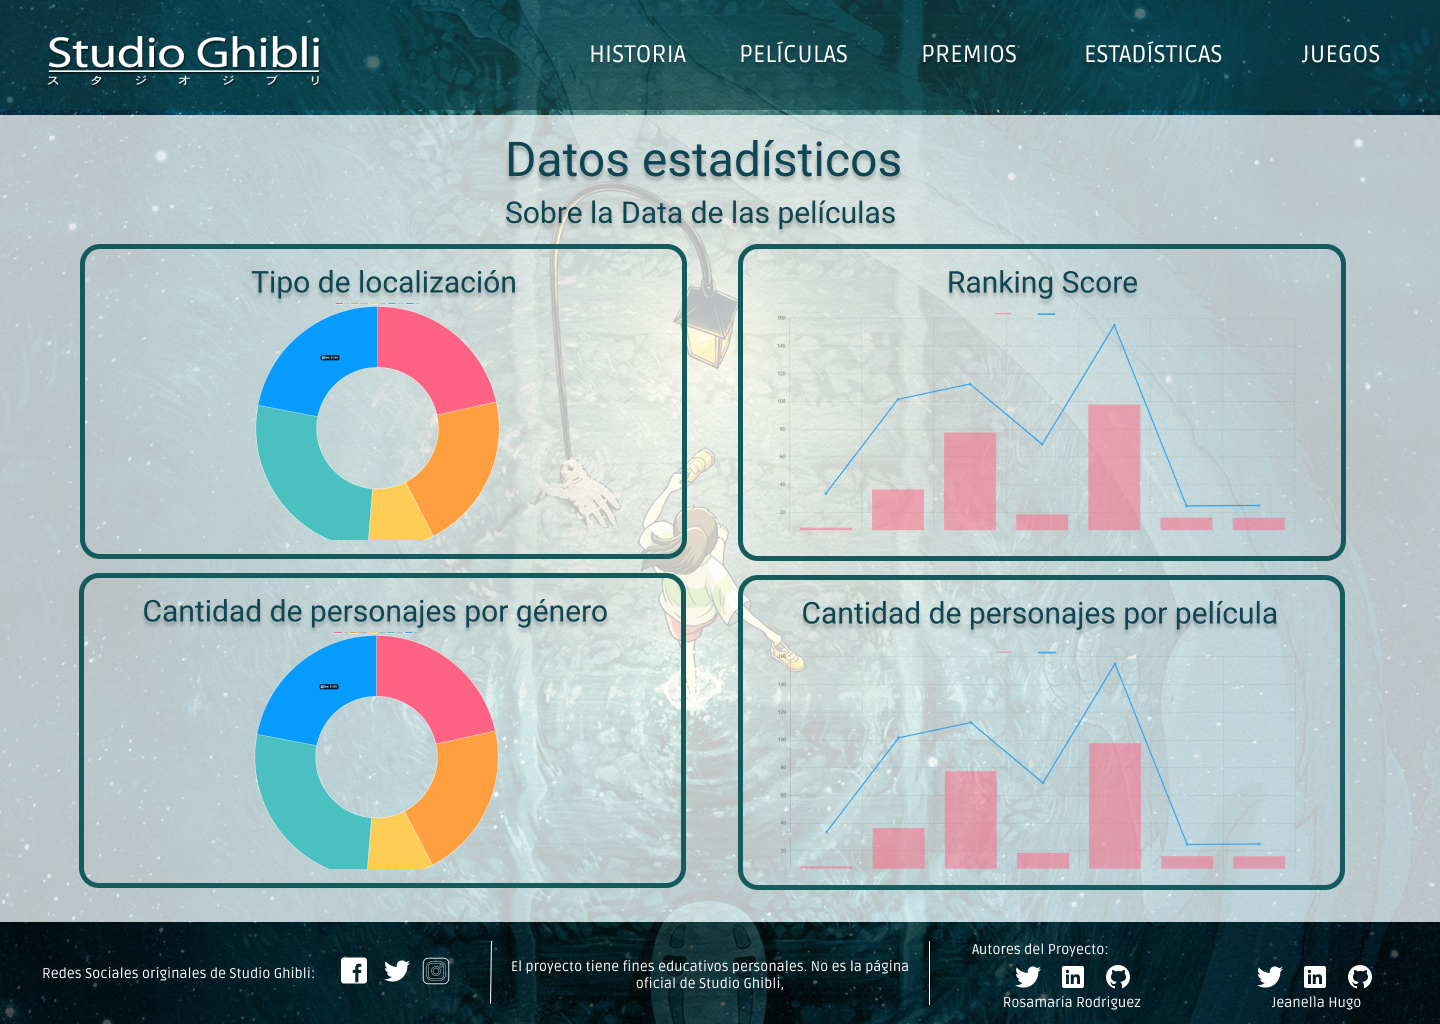 Studio Ghibli
スタジオジブリ
HISTORIA
PELÍCULAS
PREMIOS
ESTADÍSTICAS
JUEGOS
Datos estadísticos
Sobre la Data de las películas
Tipo de localización
Ranking Score
160
140
120
100
80
60
40
20
Cantidad de personajes por género
Cantidad de personajes por película
160
140
120
100
80
60
40
20
Redes Sociales originales de Studio Ghibli:
El proyecto tiene fines educativos personales. No es la página
oficial de Studio Ghibli,
Autores del Proyecto:
Rosamaria Rodriguez
Jeanella Hugo